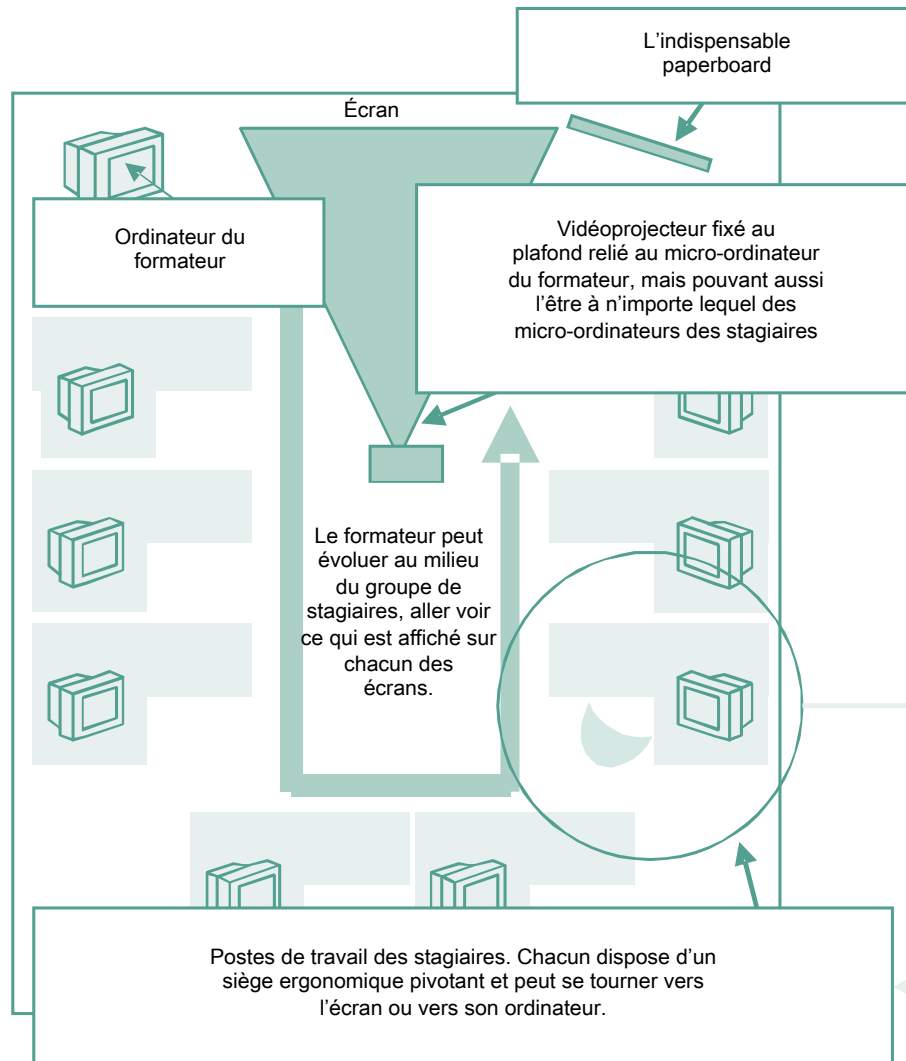 L'indispensable
paperboard
Écran
Ordinateur du
formateur
Vidéoprojecteur fixé au
plafond relié au micro-ordinateur
du formateur, mais pouvant aussi
l’être à n’importe lequel des
micro-ordinateurs des stagiaires
Le formateur peut
évoluer au milieu
du groupe de
stagiaires, aller voir
ce qui est affiché sur
chacun des
écrans.
Postes de travail des stagiaires. Chacun dispose d’un
siège ergonomique pivotant et peut se tourner vers
l’écran ou vers son ordinateur.